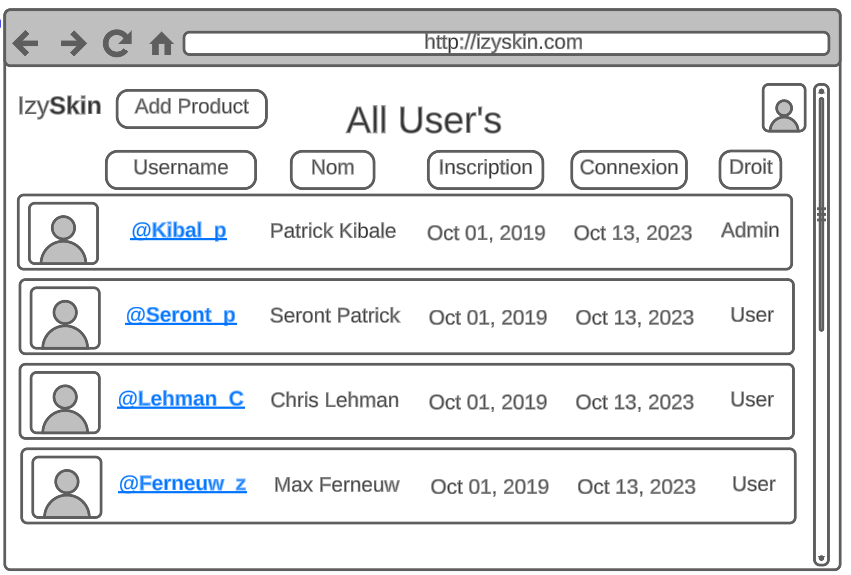 http://izyskin.com
IzySkin
Add Product
All User's
Username Nom Inscription Connexion Droit
@Kibal_p Patrick Kibale Oct 01, 2019 Oct 13, 2023 Admin
@Seront_p Seront Patrick Oct 01, 2019 Oct 13, 2023 User
@Lehman_C Chris Lehman Oct 01, 2019 Oct 13, 2023 User
@Ferneuw_z Max Ferneuw Oct 01, 2019 Oct 13, 2023 User